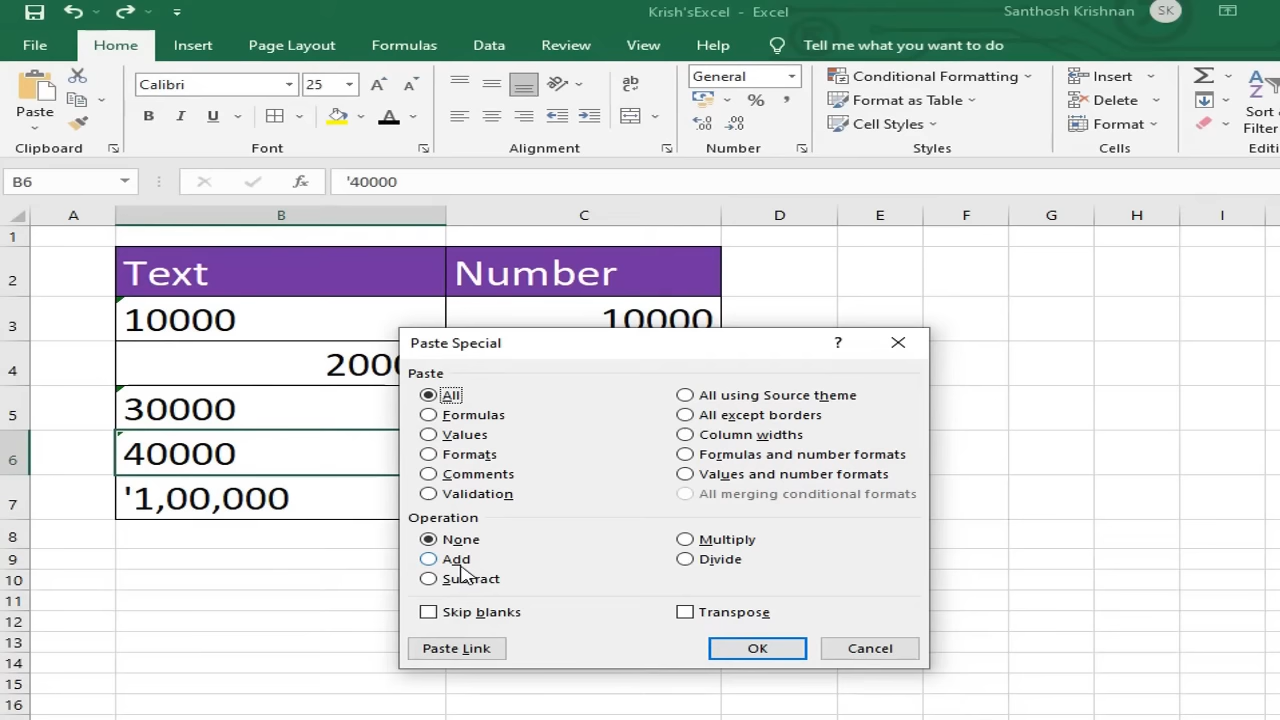 Krish'sExcel - Excel
Santhosh Krishnan SK
File Home Insert Page Layout Formulas Data Review View Help Tell me what you want to do
Calibri 25 General Conditional Formatting Insert
Paste Format as Table Delete Sort
Cell Styles Format Filter
Clipboard Font Alignment Number Styles Cells
B6 fx '40000
A B C D E F G H I
1
2 Text Number
3 10000 10000
4
5 30000
6 40000
7 '1,00,000
8
9
10
11
12
13
14
15
16
Paste Special ?
Paste
All All using Source theme
Formulas All except borders
Values Column widths
Formats Formulas and number formats
Comments Values and number formats
Validation All merging conditional formats
Operation
None Multiply
Add Divide
Subtract
Skip blanks Transpose
Paste Link OK Cancel